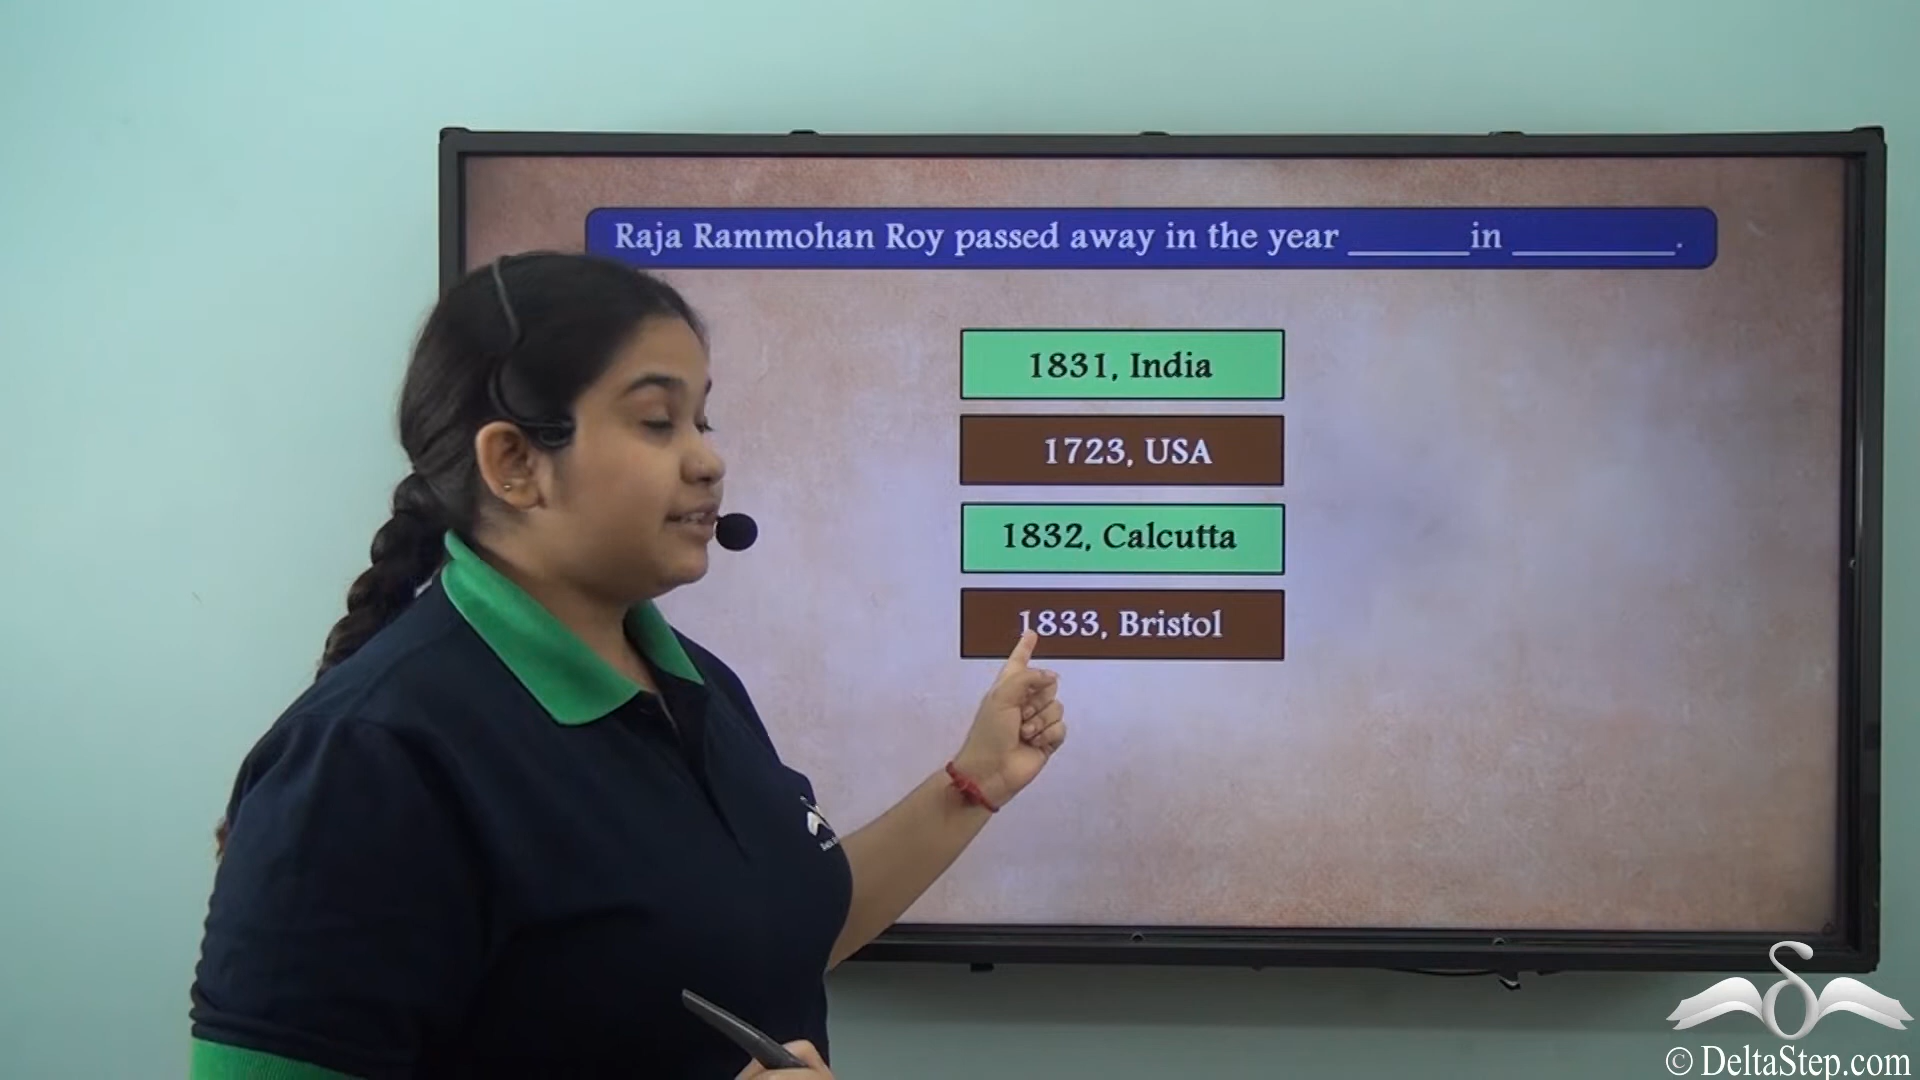 Raja Rammohan Roy passed away in the year ______ in ________.
1831, India
1723, USA
1832, Calcutta
1833, Bristol
© DeltaStep.com